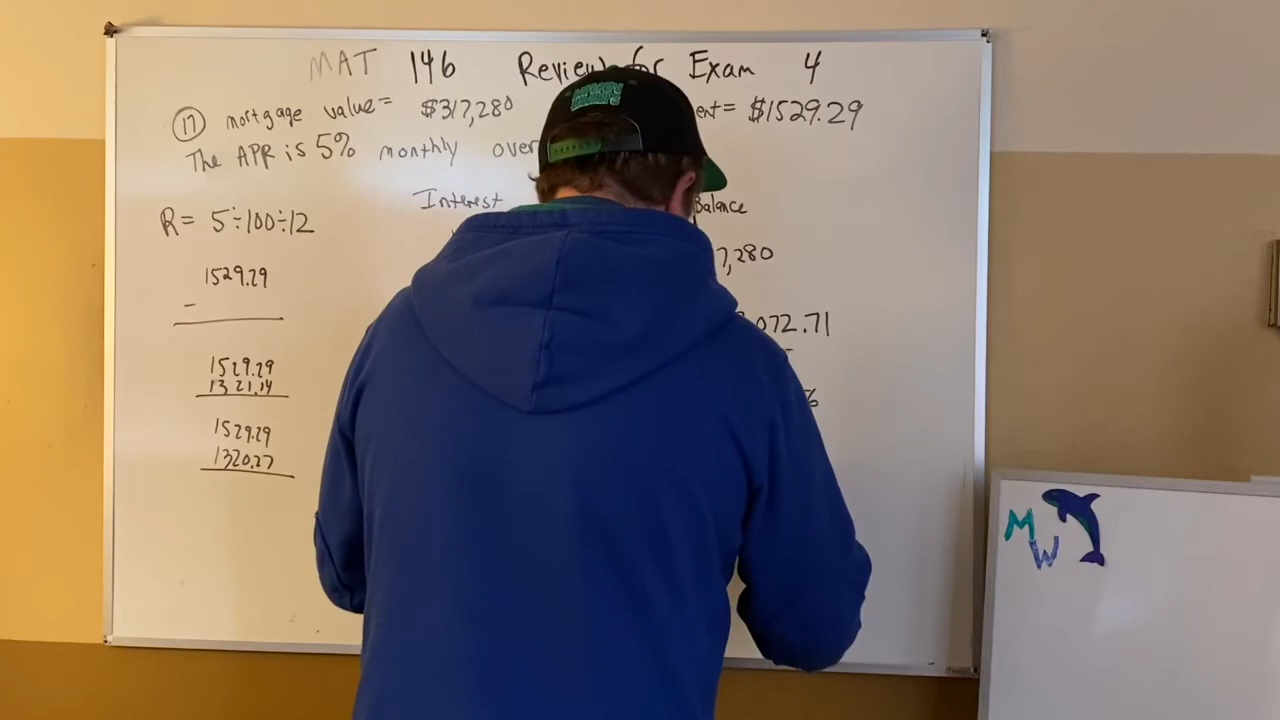 MAT 146 Review for Exam 4
17 mortgage value= $317,280 = $1529.29
The APR is 5% monthly over
Interest Balance
R= 5÷100÷12
7,280
1529.29
-
072.71
1529.29
1321.14
6
1529.29
1320.27
M
W